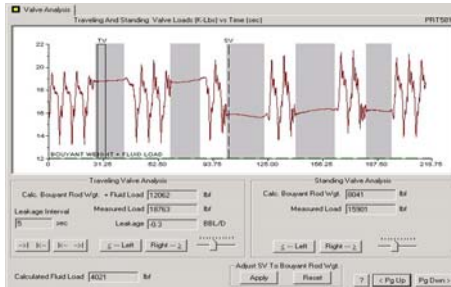 Valve Analysis
Traveling And Standing Valve Loads (K-Lbs) vs Time (sec)
TV
SV
22
20
18
16
14
12
BOUYANT WEIGHT + FLUID LOAD
0
31.25
62.50
93.75
125.00
156.25
187.50
218.75
Traveling Valve Analysis
Calc. Bouyant Rod Wgt. + Fluid Load 12062 lbf
Leakage Interval
Measured Load 18763 lbf
5 sec
Leakage -0.3 BBL/D
< -- Left
Right -- >
Standing Valve Analysis
Calc. Bouyant Rod Wgt. 8041 lbf
Measured Load 15901 lbf
< -- Left
Right -- >
Calculated Fluid Load 4021 lbf
Adjust SV To Bouyant Rod Wgt.
Apply
Reset
?
< Pg Up
Pg Dwn >